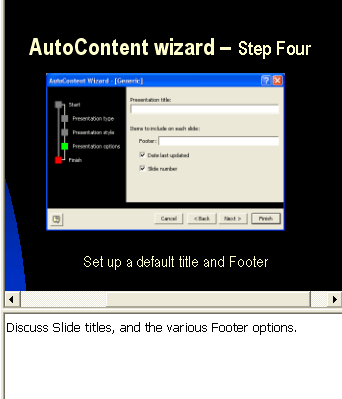 AutoContent wizard – Step Four
AutoContent Wizard - [Generic]
Start
Presentation type
Presentation style
Presentation options
Finish
Presentation title:
Items to include on each slide:
Footer:
Date last updated
Slide number
Cancel
< Back
Next >
Finish
Set up a default title and Footer
Discuss Slide titles, and the various Footer options.